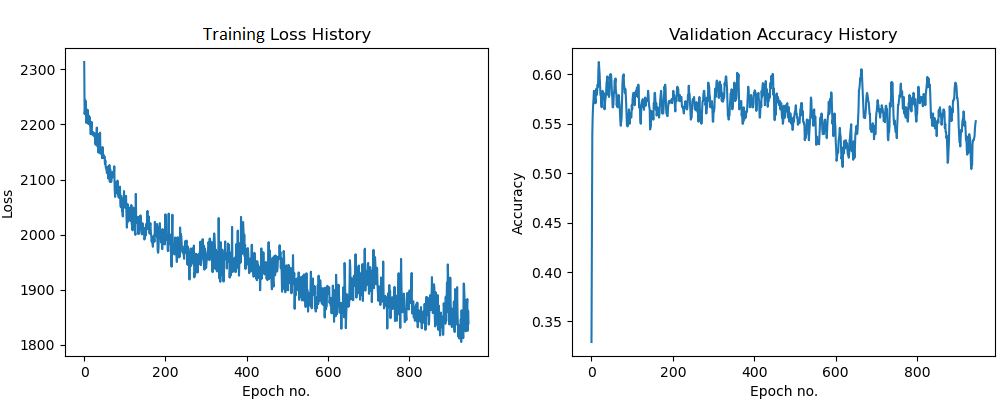 Training Loss History
2300
2200
2100
2000
1900
1800
Loss
0 200 400 600 800
Epoch no.
Validation Accuracy History
0.60
0.55
0.50
0.45
0.40
0.35
Accuracy
0 200 400 600 800
Epoch no.